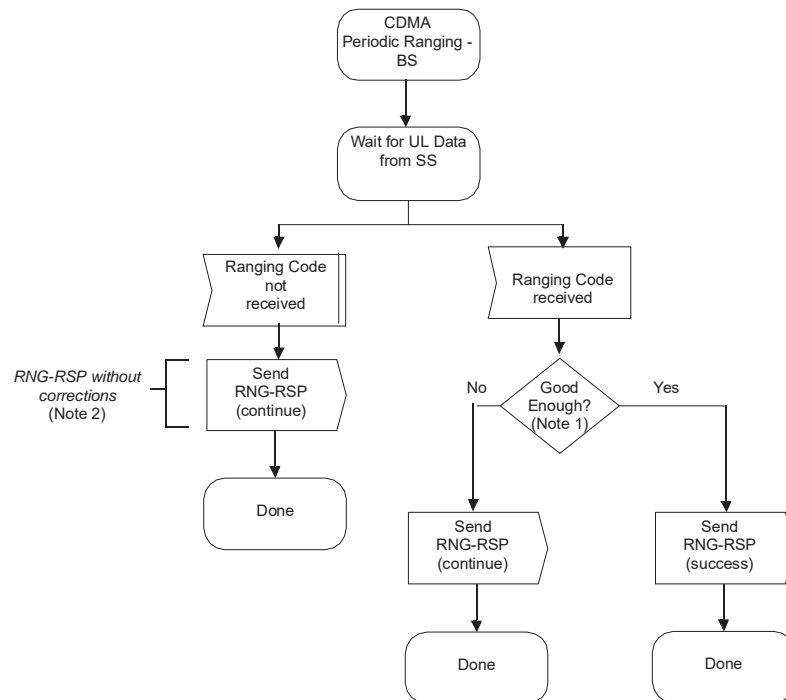 CDMA
Periodic Ranging -
BS
Wait for UL Data
from SS
Ranging Code
not
received
Ranging Code
received
RNG-RSP without
corrections
(Note 2)
Send
RNG-RSP
(continue)
No
Good
Enough?
(Note 1)
Yes
Done
Send
RNG-RSP
(continue)
Send
RNG-RSP
(success)
Done
Done